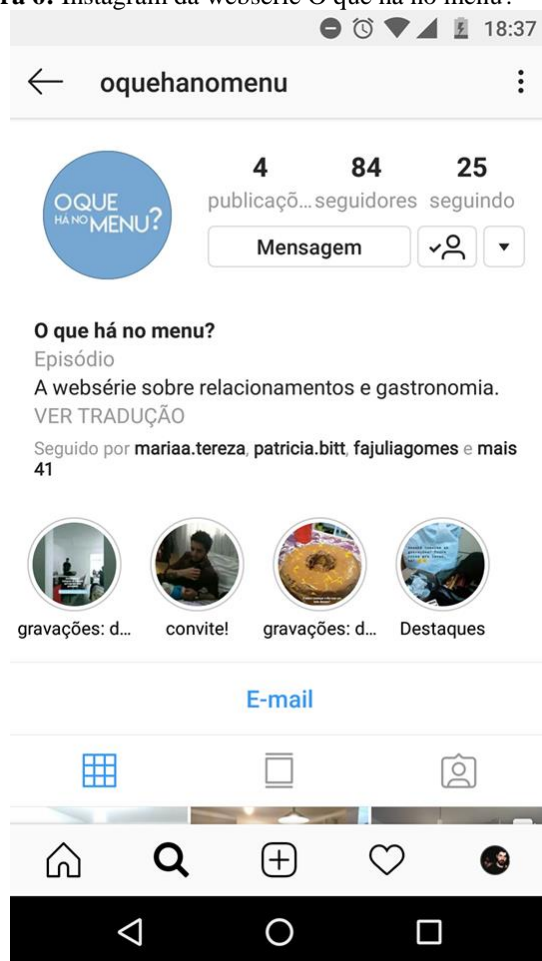 ra 6: Instagram da websérie O que há no menu?
18:37
oquehanomenu
OQUE
HÁ NO MENU?
4 84 25
publicaçõ... seguidores seguindo
Mensagem
O que há no menu?
Episódio
A websérie sobre relacionamentos e gastronomia.
VER TRADUÇÃO
Seguido por mariaa.tereza, patricia.bitt, fajuliagomes e mais
41
gravações: d... convite! gravações: d... Destaques
E-mail